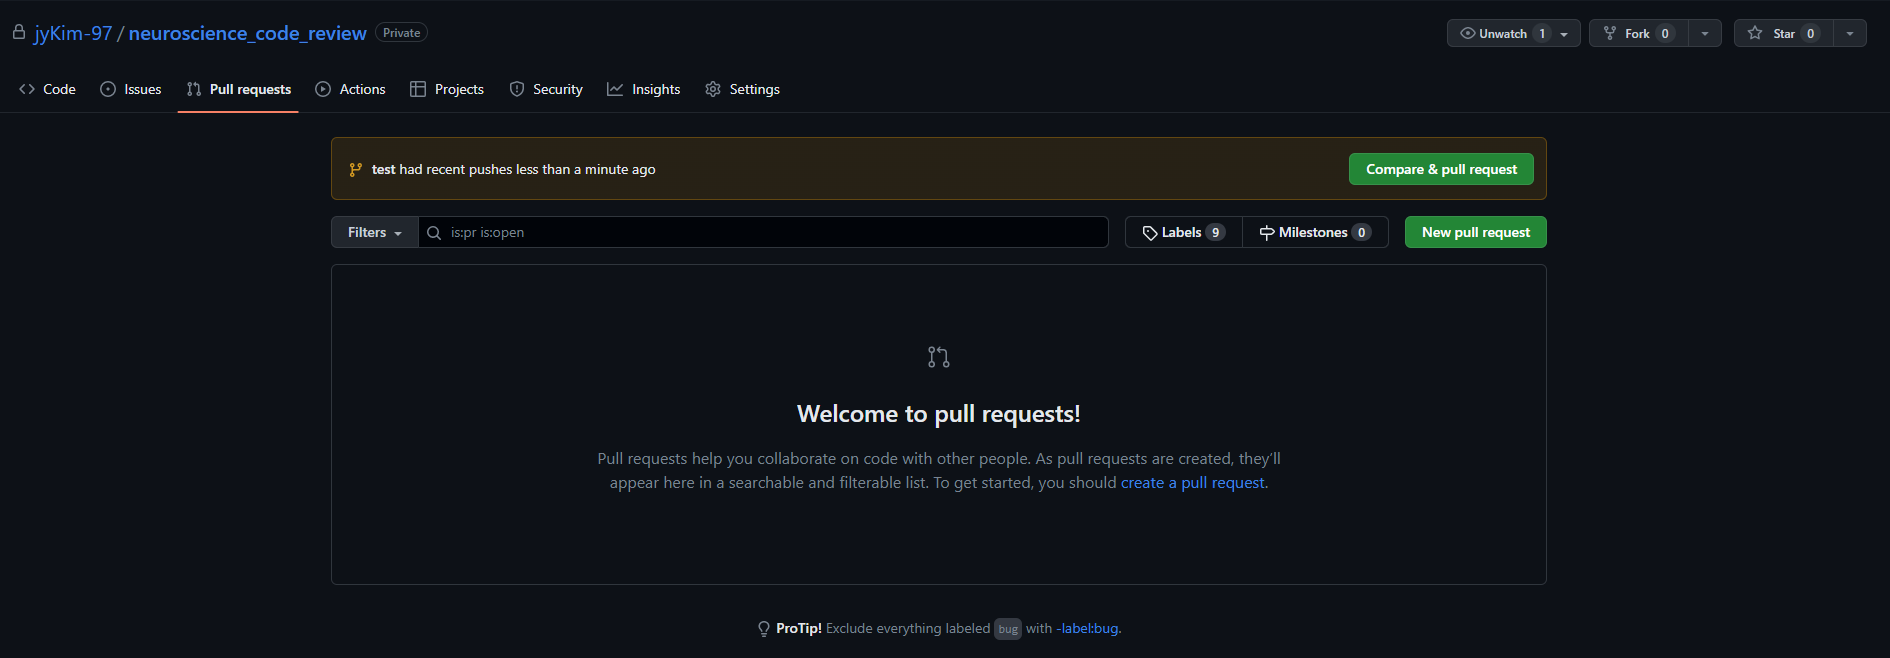 jyKim-97 / neuroscience_code_review Private
Unwatch 1 Fork 0 Star 0
Code Issues Pull requests Actions Projects Security Insights Settings
test had recent pushes less than a minute ago Compare & pull request
Filters is:pr is:open Labels 9 Milestones 0 New pull request
Welcome to pull requests!
Pull requests help you collaborate on code with other people. As pull requests are created, they’ll
appear here in a searchable and filterable list. To get started, you should create a pull request.
ProTip! Exclude everything labeled bug with -label:bug.